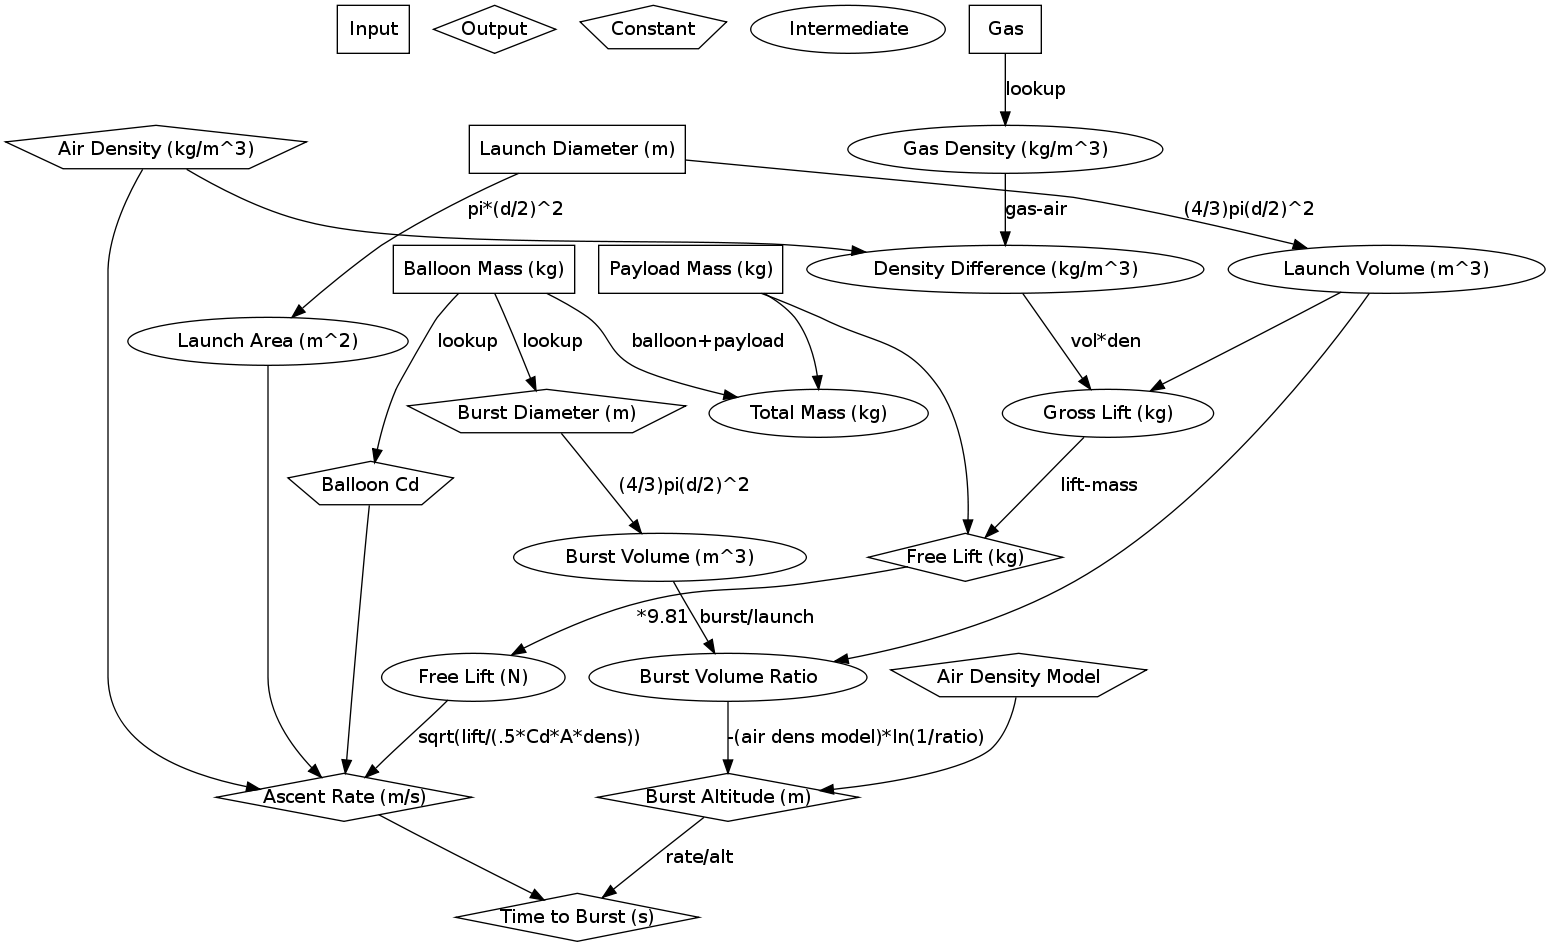 Input
Output
Constant
Intermediate
Gas
lookup
Air Density (kg/m^3)
Launch Diameter (m)
Gas Density (kg/m^3)
pi*(d/2)^2
gas-air
(4/3)pi(d/2)^2
Balloon Mass (kg)
Payload Mass (kg)
Density Difference (kg/m^3)
Launch Volume (m^3)
Launch Area (m^2)
lookup
lookup
balloon+payload
vol*den
Burst Diameter (m)
Total Mass (kg)
Gross Lift (kg)
Balloon Cd
(4/3)pi(d/2)^2
lift-mass
Burst Volume (m^3)
Free Lift (kg)
*9.81
burst/launch
Free Lift (N)
Burst Volume Ratio
Air Density Model
sqrt(lift/(.5*Cd*A*dens))
-(air dens model)*ln(1/ratio)
Ascent Rate (m/s)
Burst Altitude (m)
rate/alt
Time to Burst (s)